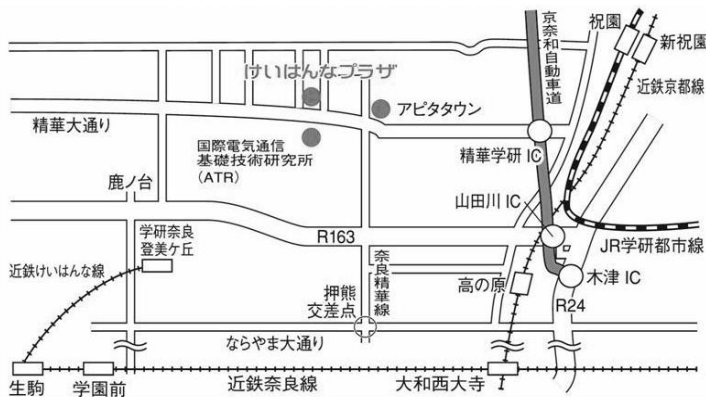 京奈和自動車道
祝園
新祝園
近鉄京都線
けいはんなプラザ
アピタタウン
精華大通り
国際電気通信
基礎技術研究所
(ATR)
精華学研 IC
鹿ノ台
山田川 IC
学研奈良
登美ケ丘
R163
JR学研都市線
近鉄けいはんな線
奈良精華線
高の原
木津 IC
押熊
交差点
R24
ならやま大通り
生駒
学園前
近鉄奈良線
大和西大寺